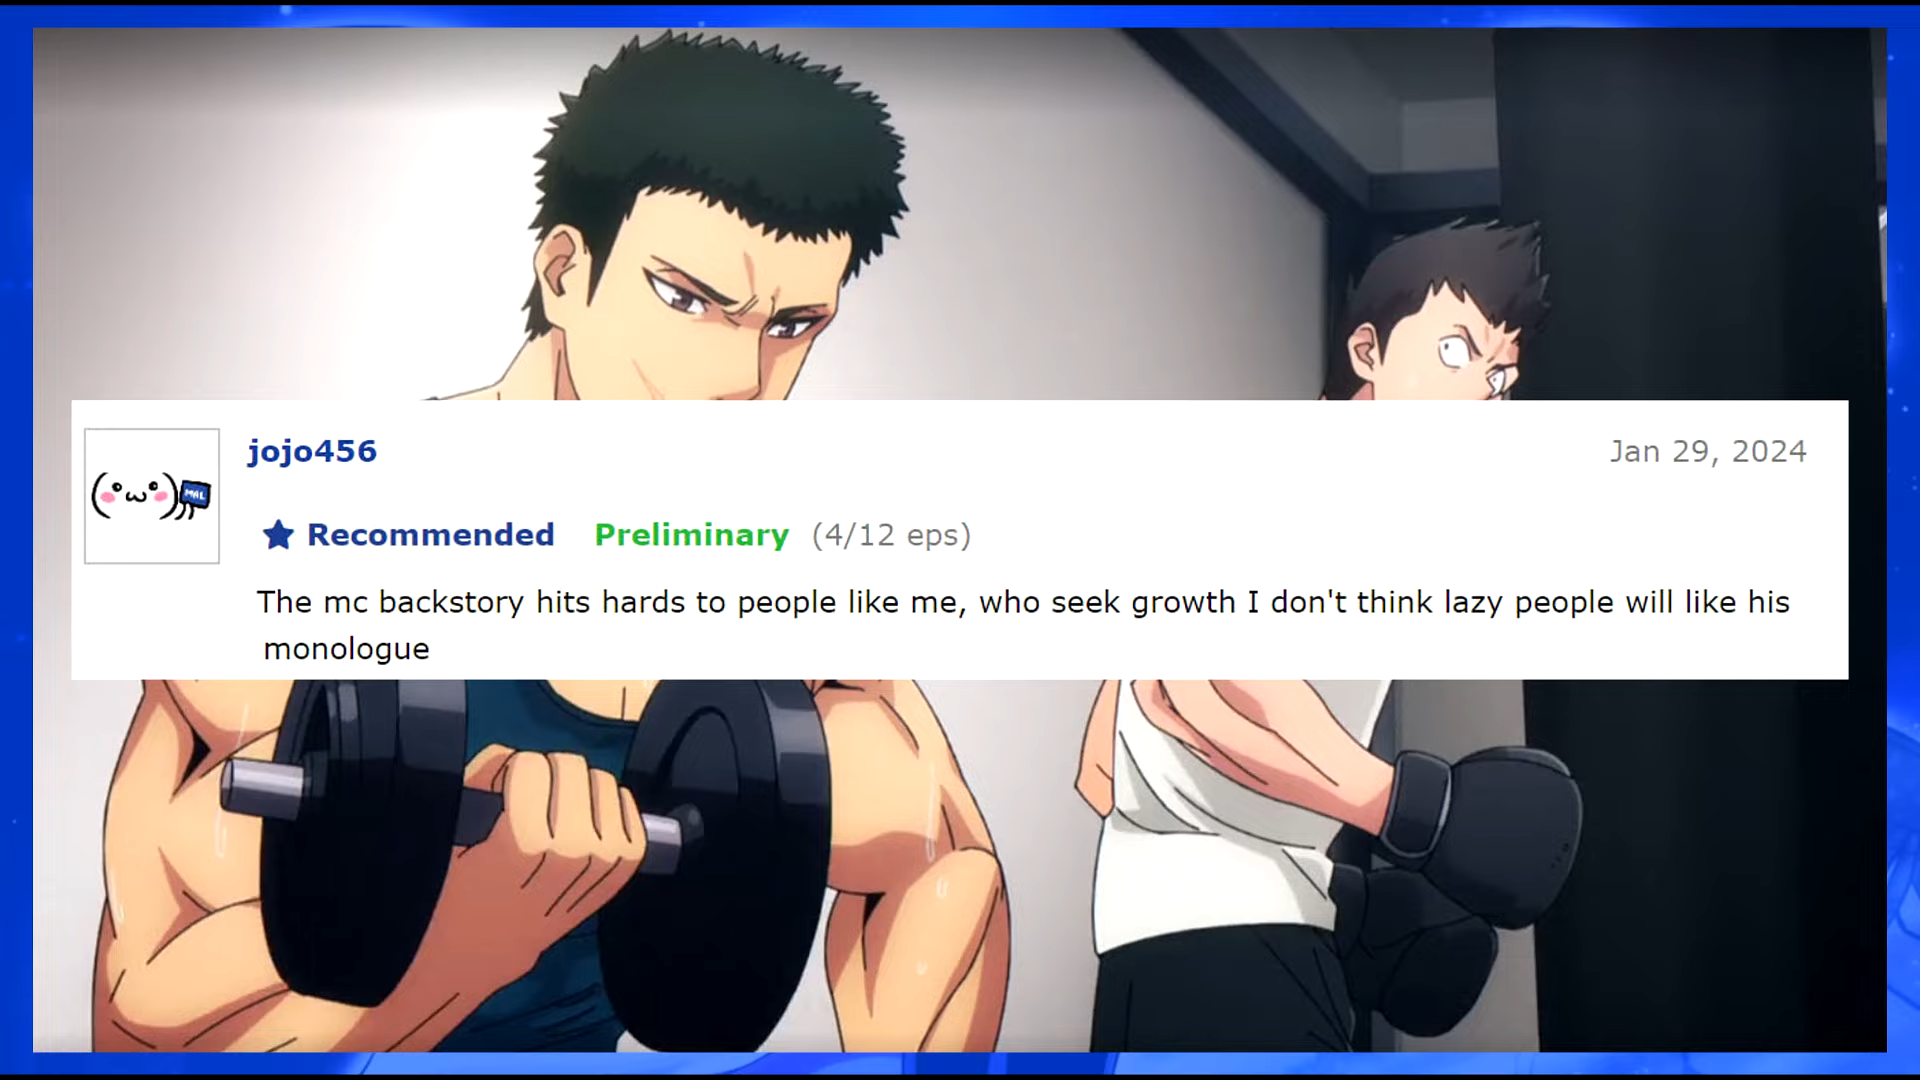 jojo456
Jan 29, 2024
MAL
Recommended Preliminary (4/12 eps)
The mc backstory hits hards to people like me, who seek growth I don't think lazy people will like his
monologue